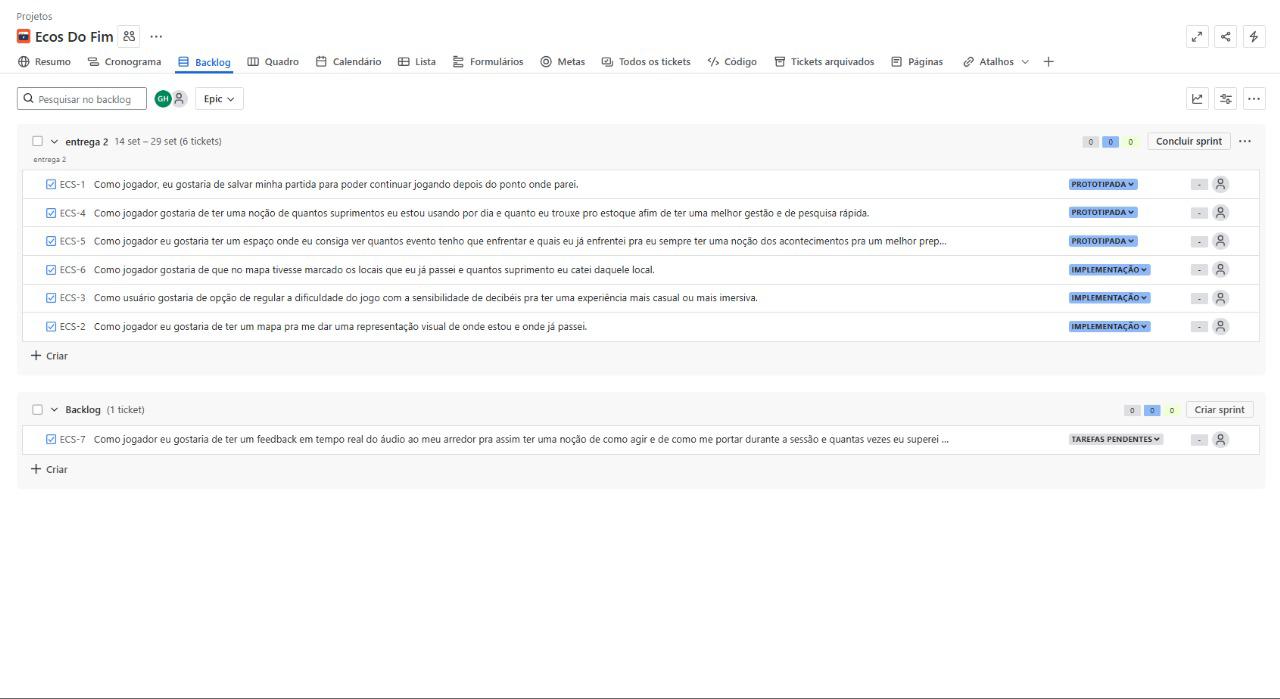 Projetos
Ecos Do Fim
Resumo Cronograma Backlog Quadro Calendário Lista Formulários Metas Todos os tickets Código Tickets arquivados Páginas Atalhos
Pesquisar no backlog GH Epic
entrega 2 14 set – 29 set (6 tickets) 0 0 0 Concluir sprint
entrega 2
ECS-1 Como jogador, eu gostaria de salvar minha partida para poder continuar jogando depois do ponto onde parei. PROTOTIPADA -
ECS-4 Como jogador gostaria de ter uma noção de quantos suprimentos eu estou usando por dia e quanto eu trouxe pro estoque afim de ter uma melhor gestão e de pesquisa rápida. PROTOTIPADA -
ECS-5 Como jogador eu gostaria ter um espaço onde eu consiga ver quantos evento tenho que enfrentar e quais eu já enfrentei pra eu sempre ter uma noção dos acontecimentos pra um melhor prep... PROTOTIPADA -
ECS-6 Como jogador gostaria de que no mapa tivesse marcado os locais que eu já passei e quantos suprimento eu catei daquele local. IMPLEMENTAÇÃO -
ECS-3 Como usuário gostaria de opção de regular a dificuldade do jogo com a sensibilidade de decibéis pra ter uma experiência mais casual ou mais imersiva. IMPLEMENTAÇÃO -
ECS-2 Como jogador eu gostaria de ter um mapa pra me dar uma representação visual de onde estou e onde já passei. IMPLEMENTAÇÃO -
Criar
Backlog (1 ticket) 0 0 0 Criar sprint
ECS-7 Como jogador eu gostaria de ter um feedback em tempo real do áudio ao meu arredor pra assim ter uma noção de como agir e de como me portar durante a sessão e quantas vezes eu superei ... TAREFAS PENDENTES -
Criar